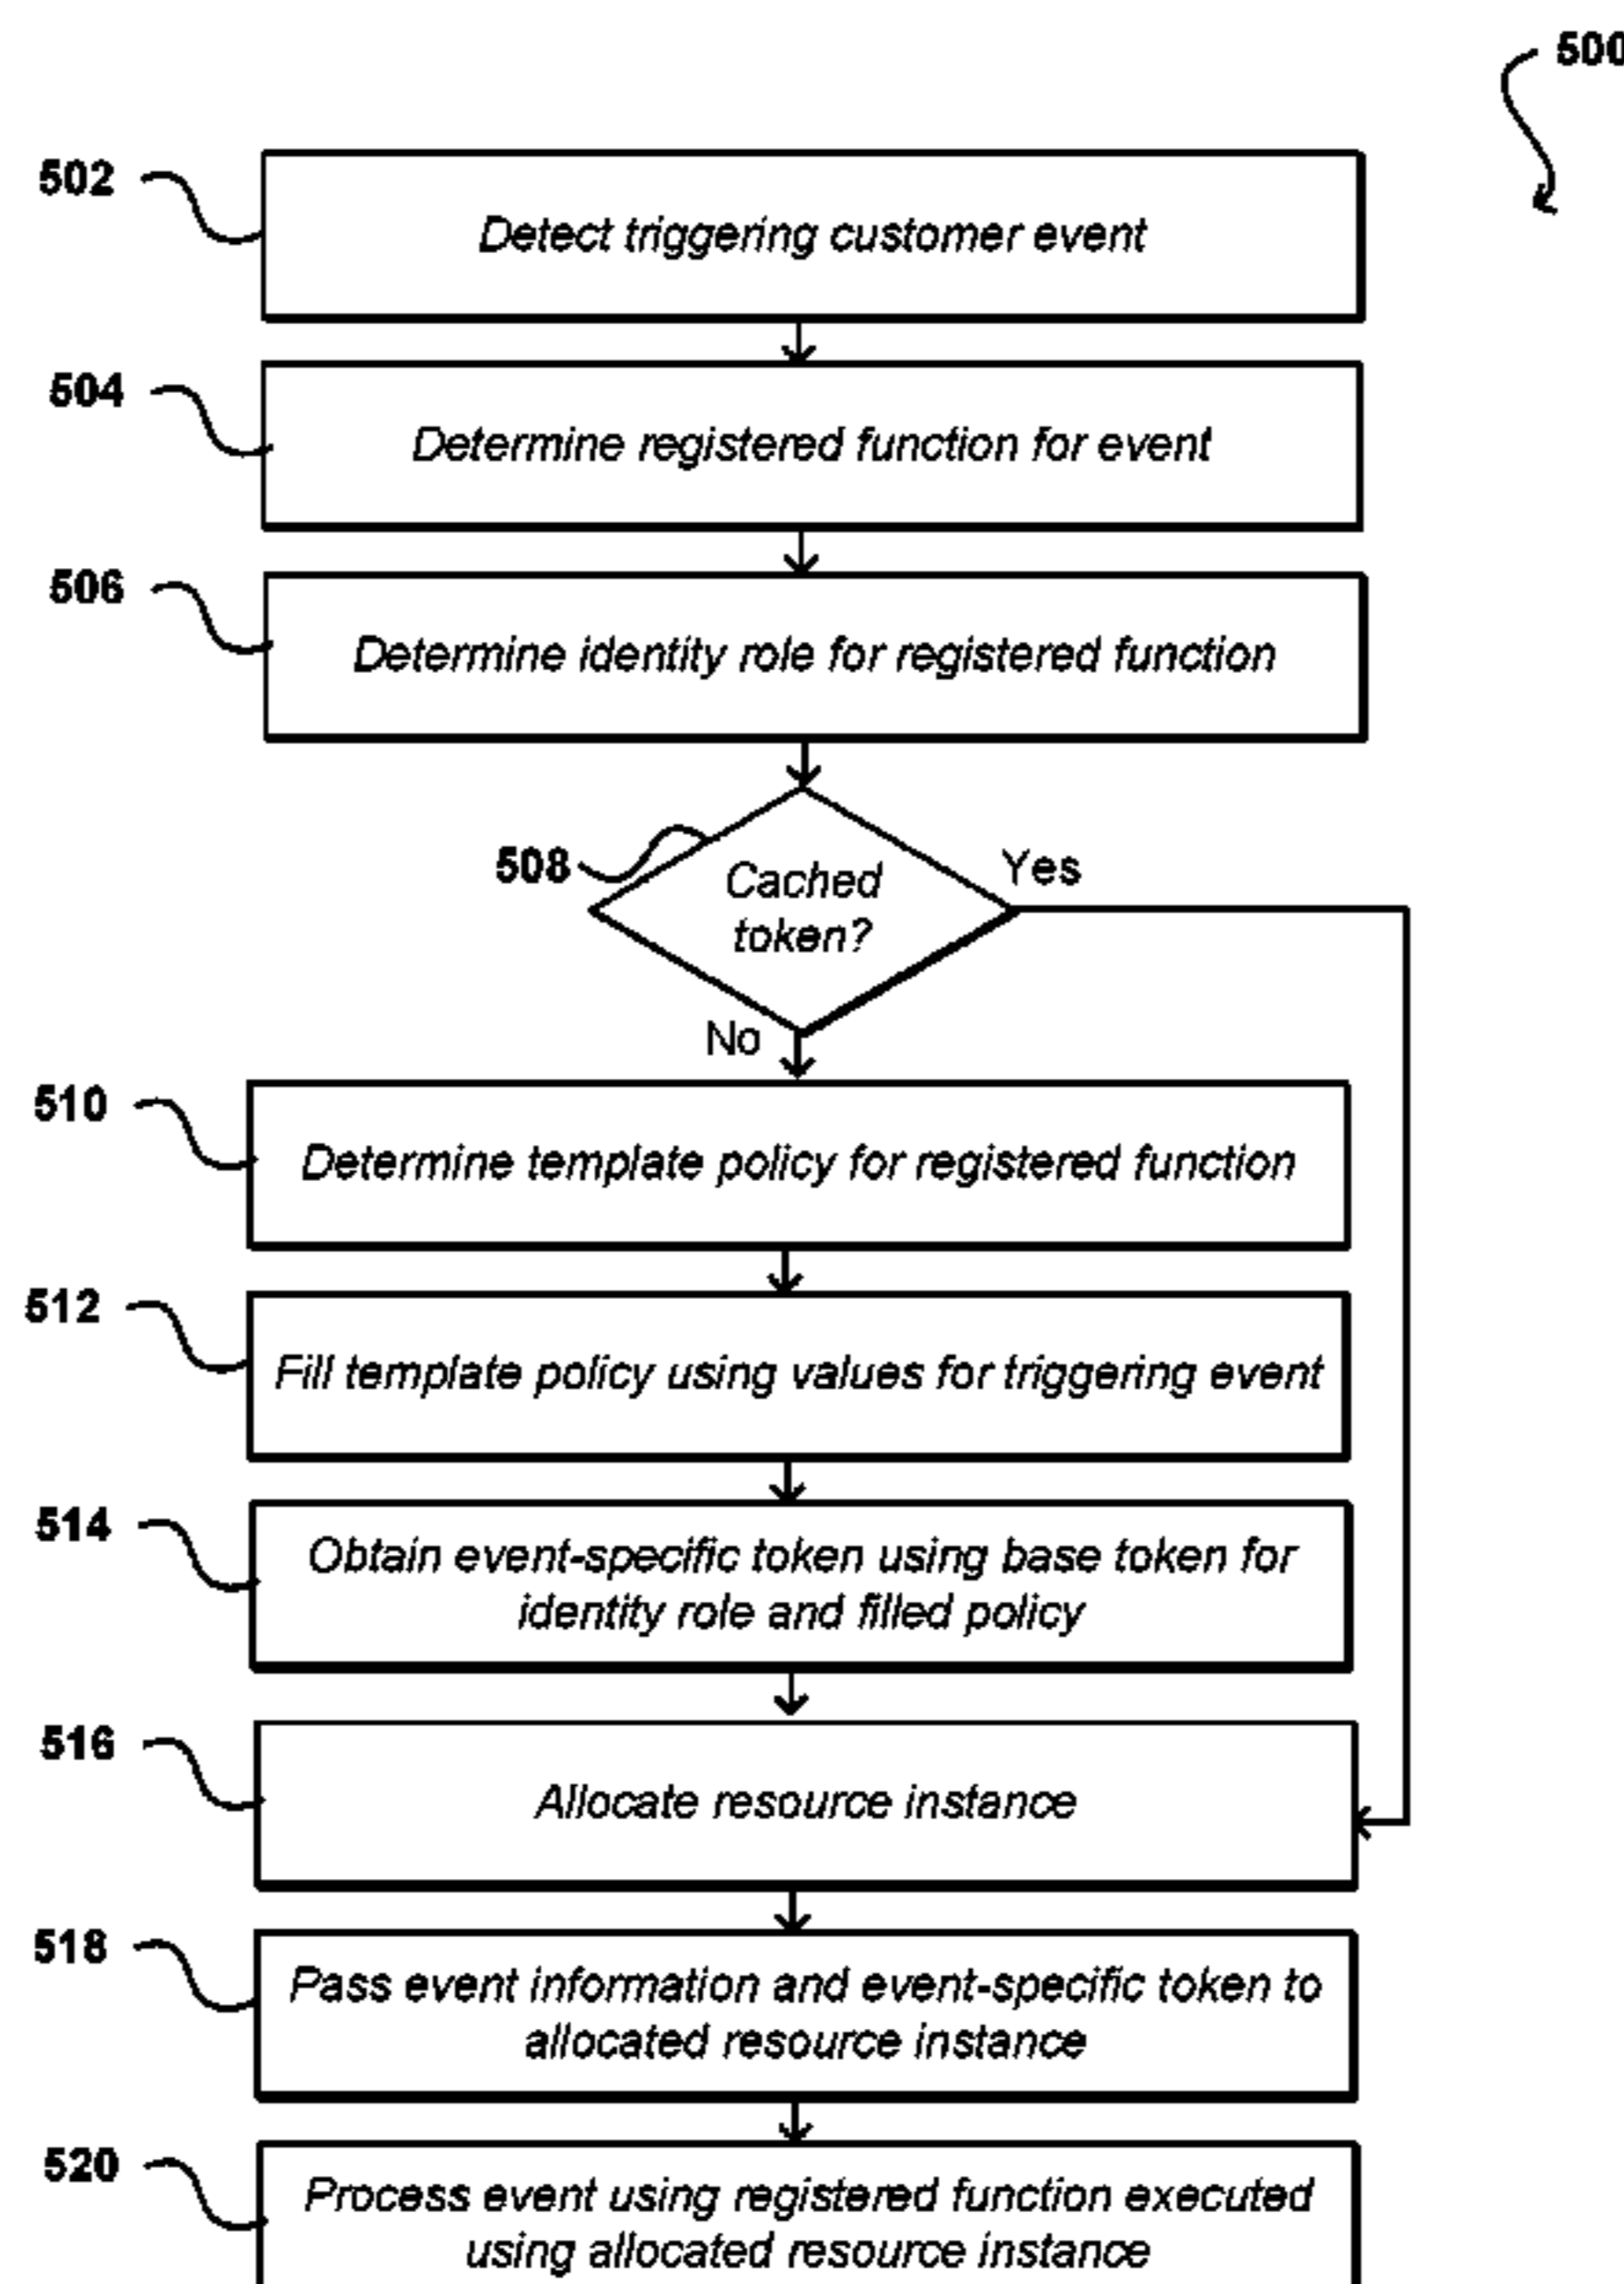 500
502
Detect triggering customer event
504
Determine registered function for event
506
Determine identity role for registered function
508
Cached
token?
Yes
No
510
Determine template policy for registered function
512
Fill template policy using values for triggering event
514
Obtain event-specific token using base token for
identity role and filled policy
516
Allocate resource instance
518
Pass event information and event-specific token to
allocated resource instance
520
Process event using registered function executed
using allocated resource instance